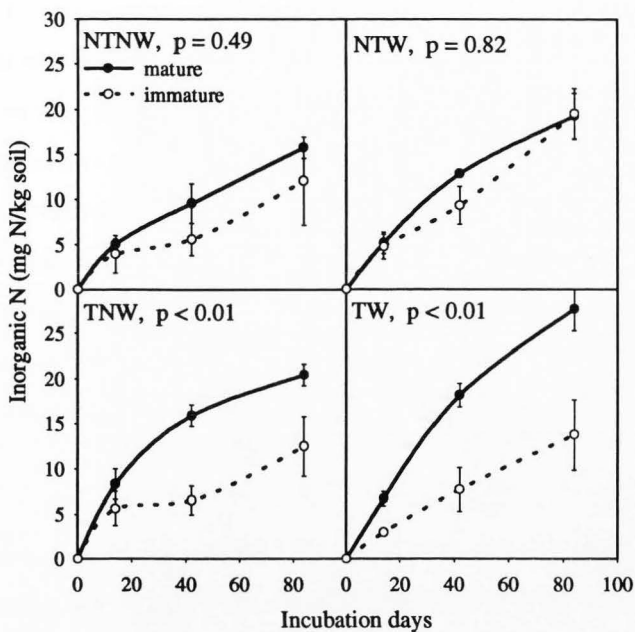 NTNW, p = 0.49
mature
immature
NTW, p = 0.82
30
25
20
15
10
5
0
Inorganic N (mg N/kg soil)
TNW, p < 0.01
TW, p < 0.01
25
20
15
10
5
0
0 20 40 60 80 0 20 40 60 80 100
Incubation days